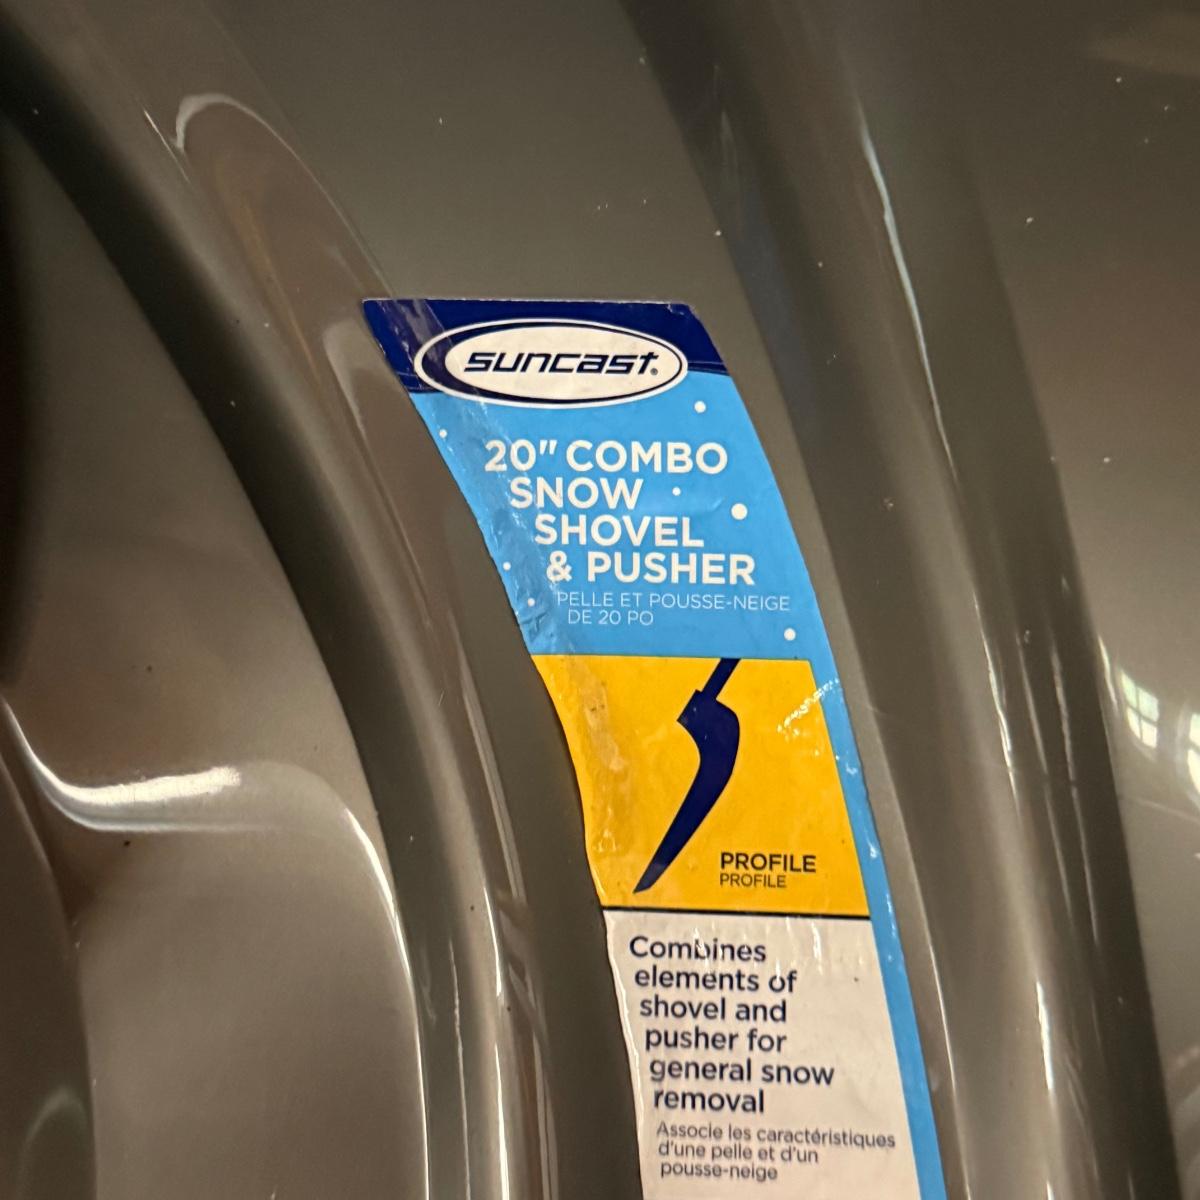 suncast®
20" COMBO
SNOW
SHOVEL
& PUSHER
PELLE ET POUSSE-NEIGE
DE 20 PO
PROFILE
PROFILE
Combines
elements of
shovel and
pusher for
general snow
removal
Associe les caractéristiques
d'une pelle et d'un
pousse-neige